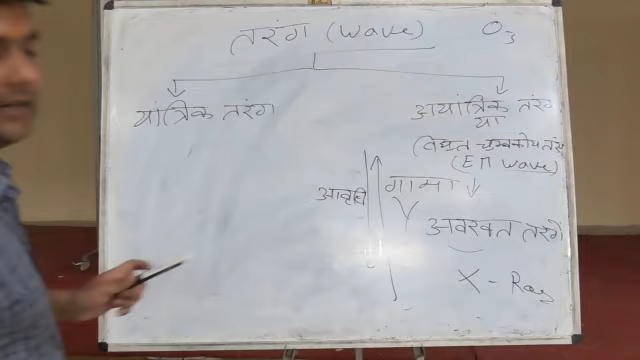 तरंग (wave)
O3
यांत्रिक तरंग
अयांत्रिक तरंग
या
विद्युत चुम्बकीय तरंग
(EM wave)
आवृत्ति
गामा
γ
अवरक्त तरंगे
X - Ray